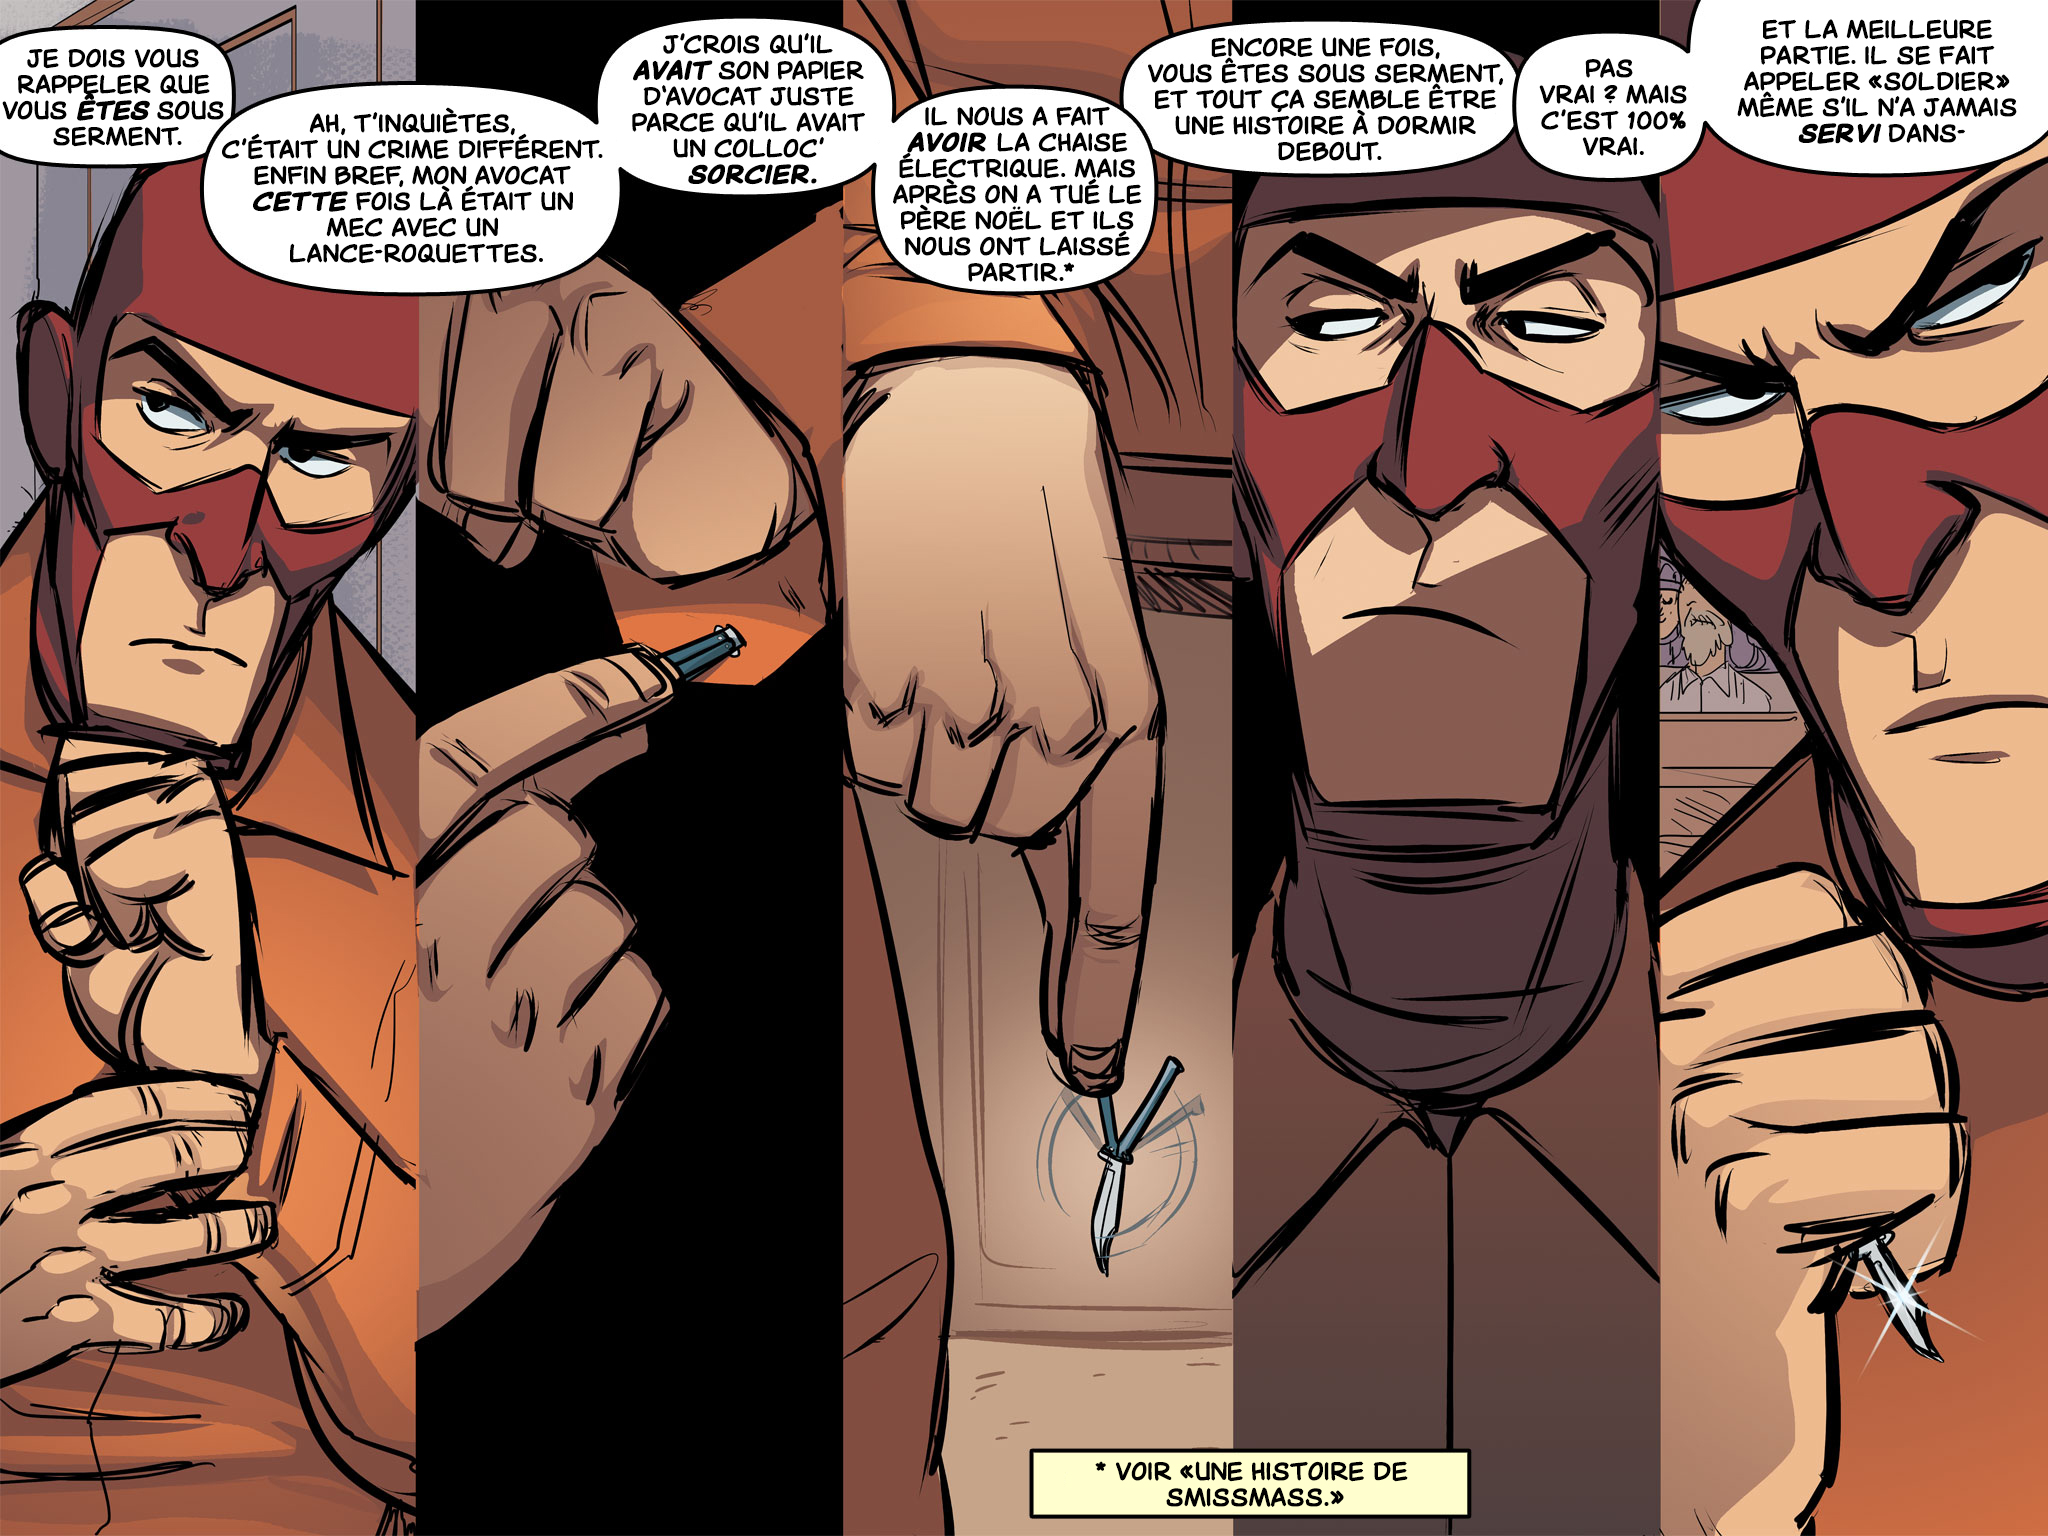 JE DOIS VOUS
RAPPELER QUE
VOUS ÊTES SOUS
SERMENT.
AH, T'INQUIÈTES,
C'ÉTAIT UN CRIME DIFFÉRENT.
ENFIN BREF, MON AVOCAT
CETTE FOIS LÀ ÉTAIT UN
MEC AVEC UN
LANCE-ROQUETTES.
J'CROIS QU'IL
AVAIT SON PAPIER
D'AVOCAT JUSTE
PARCE QU'IL AVAIT
UN COLLOC'
SORCIER.
IL NOUS A FAIT
AVOIR LA CHAISE
ÉLECTRIQUE. MAIS
APRÈS ON A TUÉ LE
PÈRE NOËL ET ILS
NOUS ONT LAISSÉ
PARTIR.*
ENCORE UNE FOIS,
VOUS ÊTES SOUS SERMENT,
ET TOUT ÇA SEMBLE ÊTRE
UNE HISTOIRE À DORMIR
DEBOUT.
PAS
VRAI ? MAIS
C'EST 100%
VRAI.
ET LA MEILLEURE
PARTIE. IL SE FAIT
APPELER «SOLDIER»
MÊME S'IL N'A JAMAIS
SERVI DANS-
* VOIR «UNE HISTOIRE DE
SMISSMASS.»